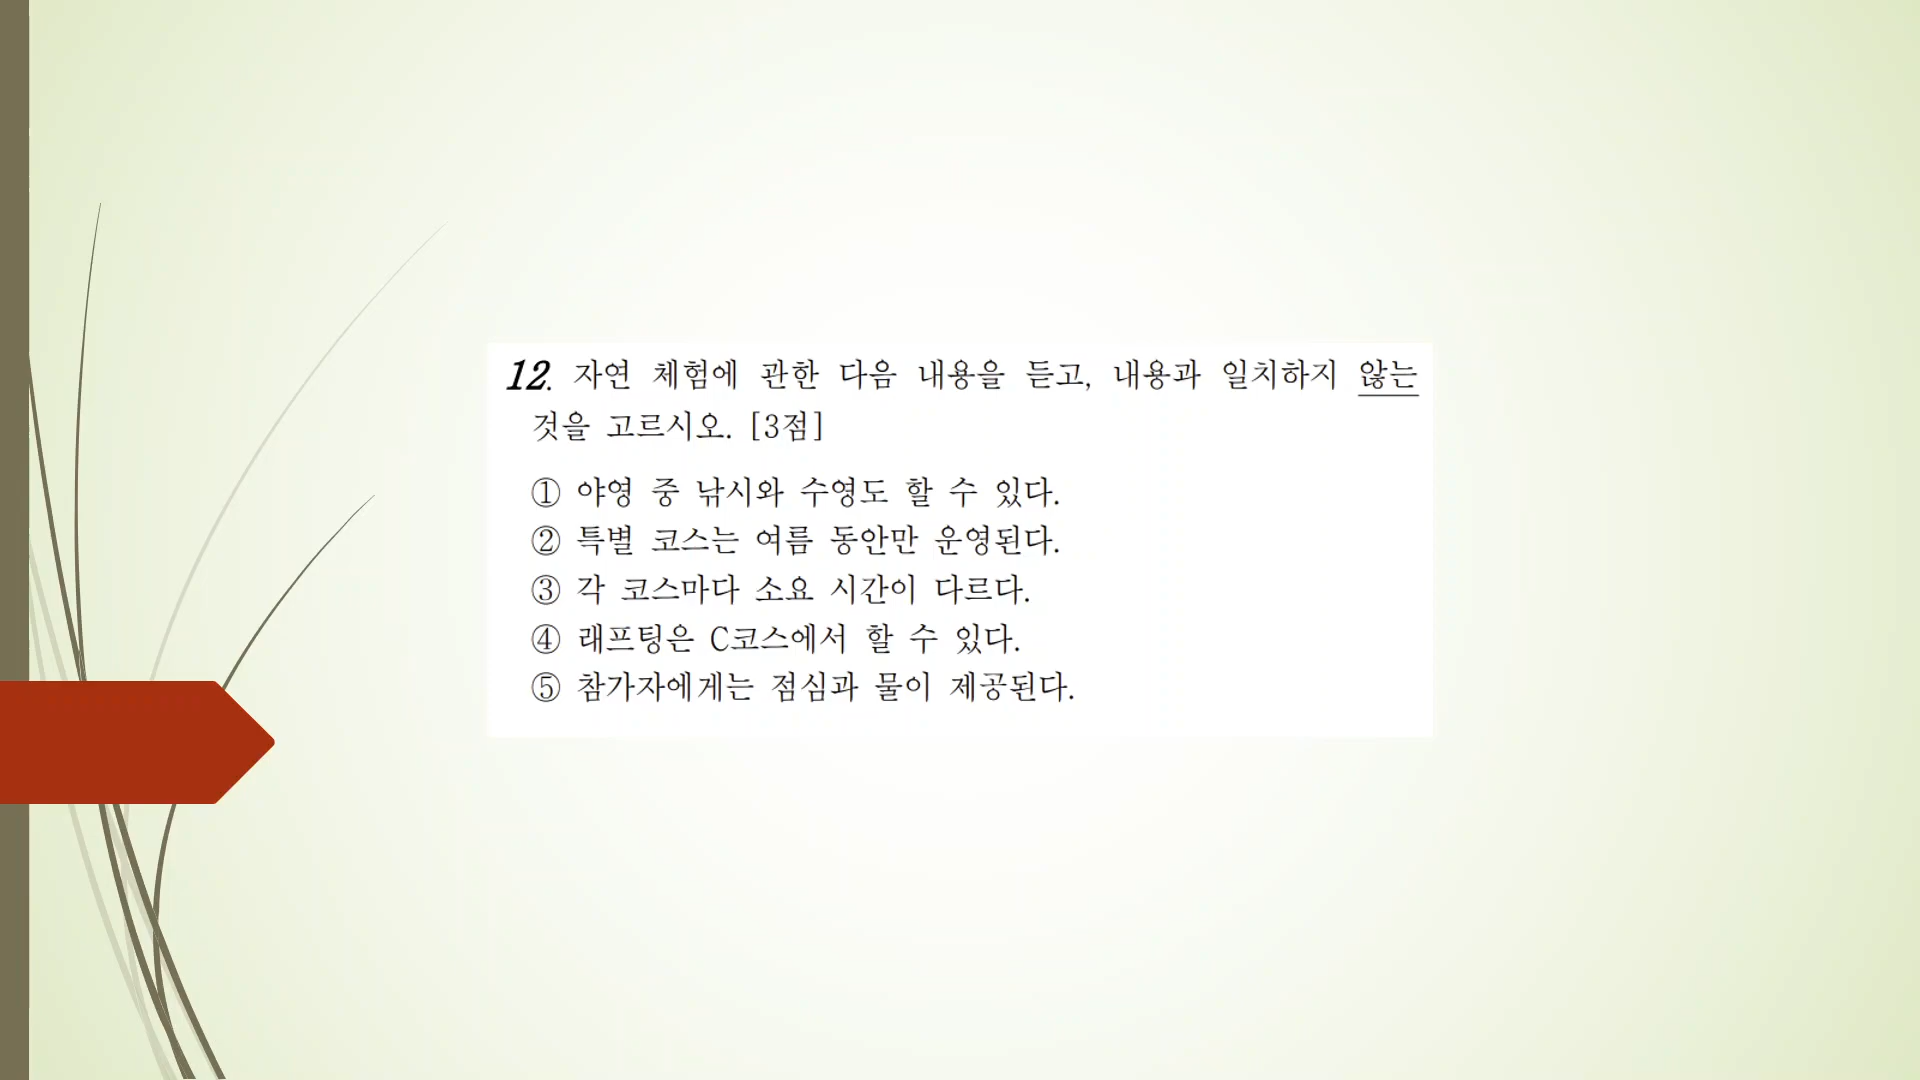 12. 자연 체험에 관한 다음 내용을 듣고, 내용과 일치하지 않는
것을 고르시오. [3점]
① 야영 중 낚시와 수영도 할 수 있다.
② 특별 코스는 여름 동안만 운영된다.
③ 각 코스마다 소요 시간이 다르다.
④ 래프팅은 C코스에서 할 수 있다.
⑤ 참가자에게는 점심과 물이 제공된다.